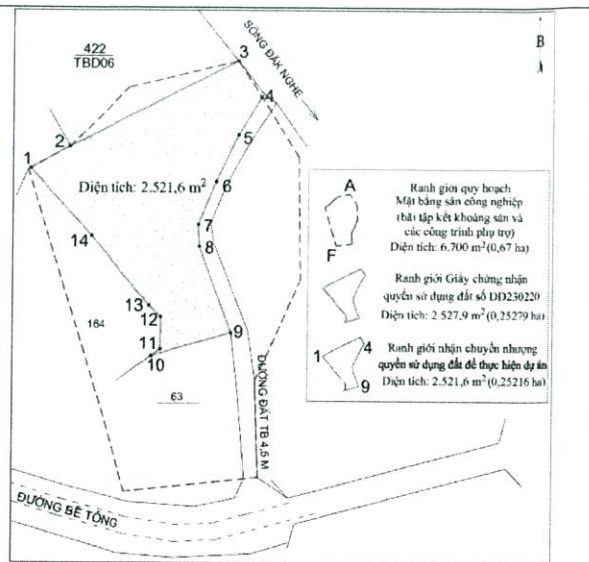 422
TBD06
3
SÔNG ĐĂK NGHE
B
4
2
5
1
Diện tích: 2.521,6 m²
6
7
14
8
13
12
9
164
11
10
63
ĐƯỜNG ĐẤT TB 4,5 M
ĐƯỜNG BÊ TÔNG
A
F
Ranh giới quy hoạch
Mặt bằng sân công nghiệp
(bãi tập kết khoáng sản và
các công trình phụ trợ)
Diện tích: 6.700 m² (0,67 ha)
Ranh giới Giấy chứng nhận
quyền sử dụng đất số DD230220
Diện tích: 2 527,9 m² (0,25279 ha)
1
4
9
Ranh giới nhận chuyển nhượng
quyền sử dụng đất để thực hiện dự án
Diện tích: 2.521,6 m² (0,25216 ha)